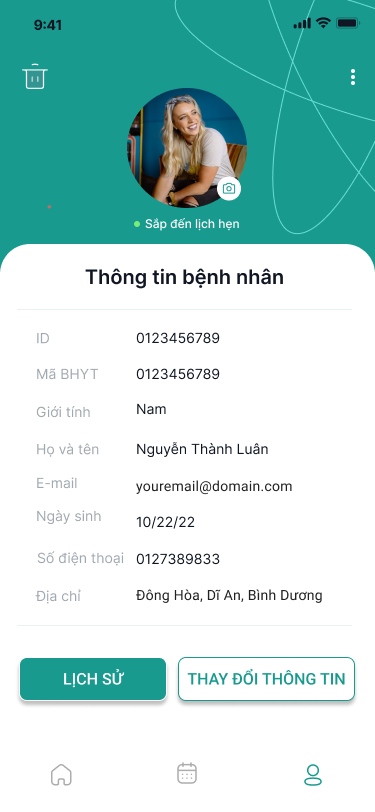 9:41
Sắp đến lịch hẹn
Thông tin bệnh nhân
ID 0123456789
Mã BHYT 0123456789
Giới tính Nam
Họ và tên Nguyễn Thành Luân
E-mail youremail@domain.com
Ngày sinh 10/22/22
Số điện thoại 0127389833
Địa chỉ Đông Hòa, Dĩ An, Bình Dương
LỊCH SỬ THAY ĐỔI THÔNG TIN